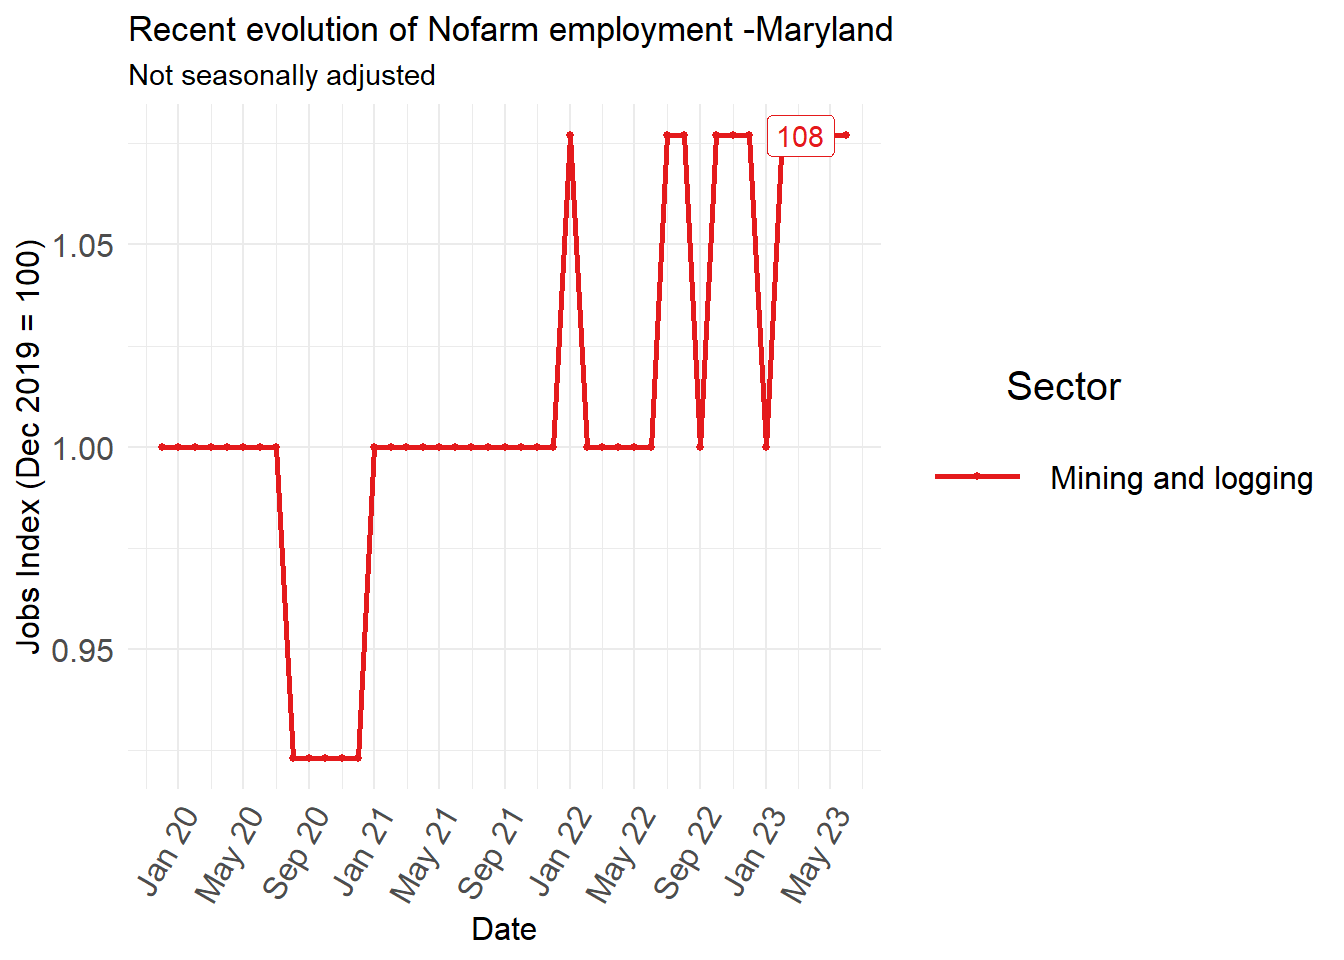 Recent evolution of Nofarm employment -Maryland
Not seasonally adjusted
Jobs Index (Dec 2019 = 100)
1.05
1.00
0.95
108
Jan 20
May 20
Sep 20
Jan 21
May 21
Sep 21
Jan 22
May 22
Sep 22
Jan 23
May 23
Date
Sector
Mining and logging